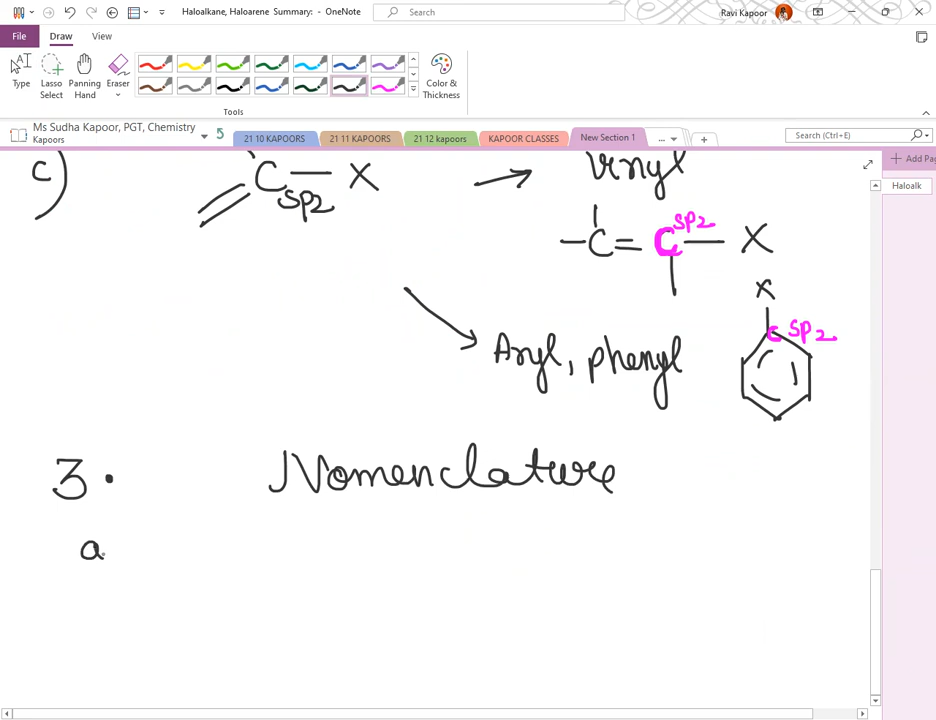 Haloalkane, Haloarene Summary: - OneNote
Search
Ravi Kapoor
File
Draw
View
Type
Lasso Select
Panning Hand
Eraser
Color & Thickness
Tools
Ms Sudha Kapoor, PGT, Chemistry
Kapoors
21 10 KAPOORS
21 11 KAPOORS
21 12 kapoors
KAPOOR CLASSES
New Section 1
...
+
Search (Ctrl+E)
Add Pag
Haloalk
c)
C — X
sp2
Vinyl
— C = C — X
sp2
X
C sp2
Aryl, phenyl
3. Nomenclature
a